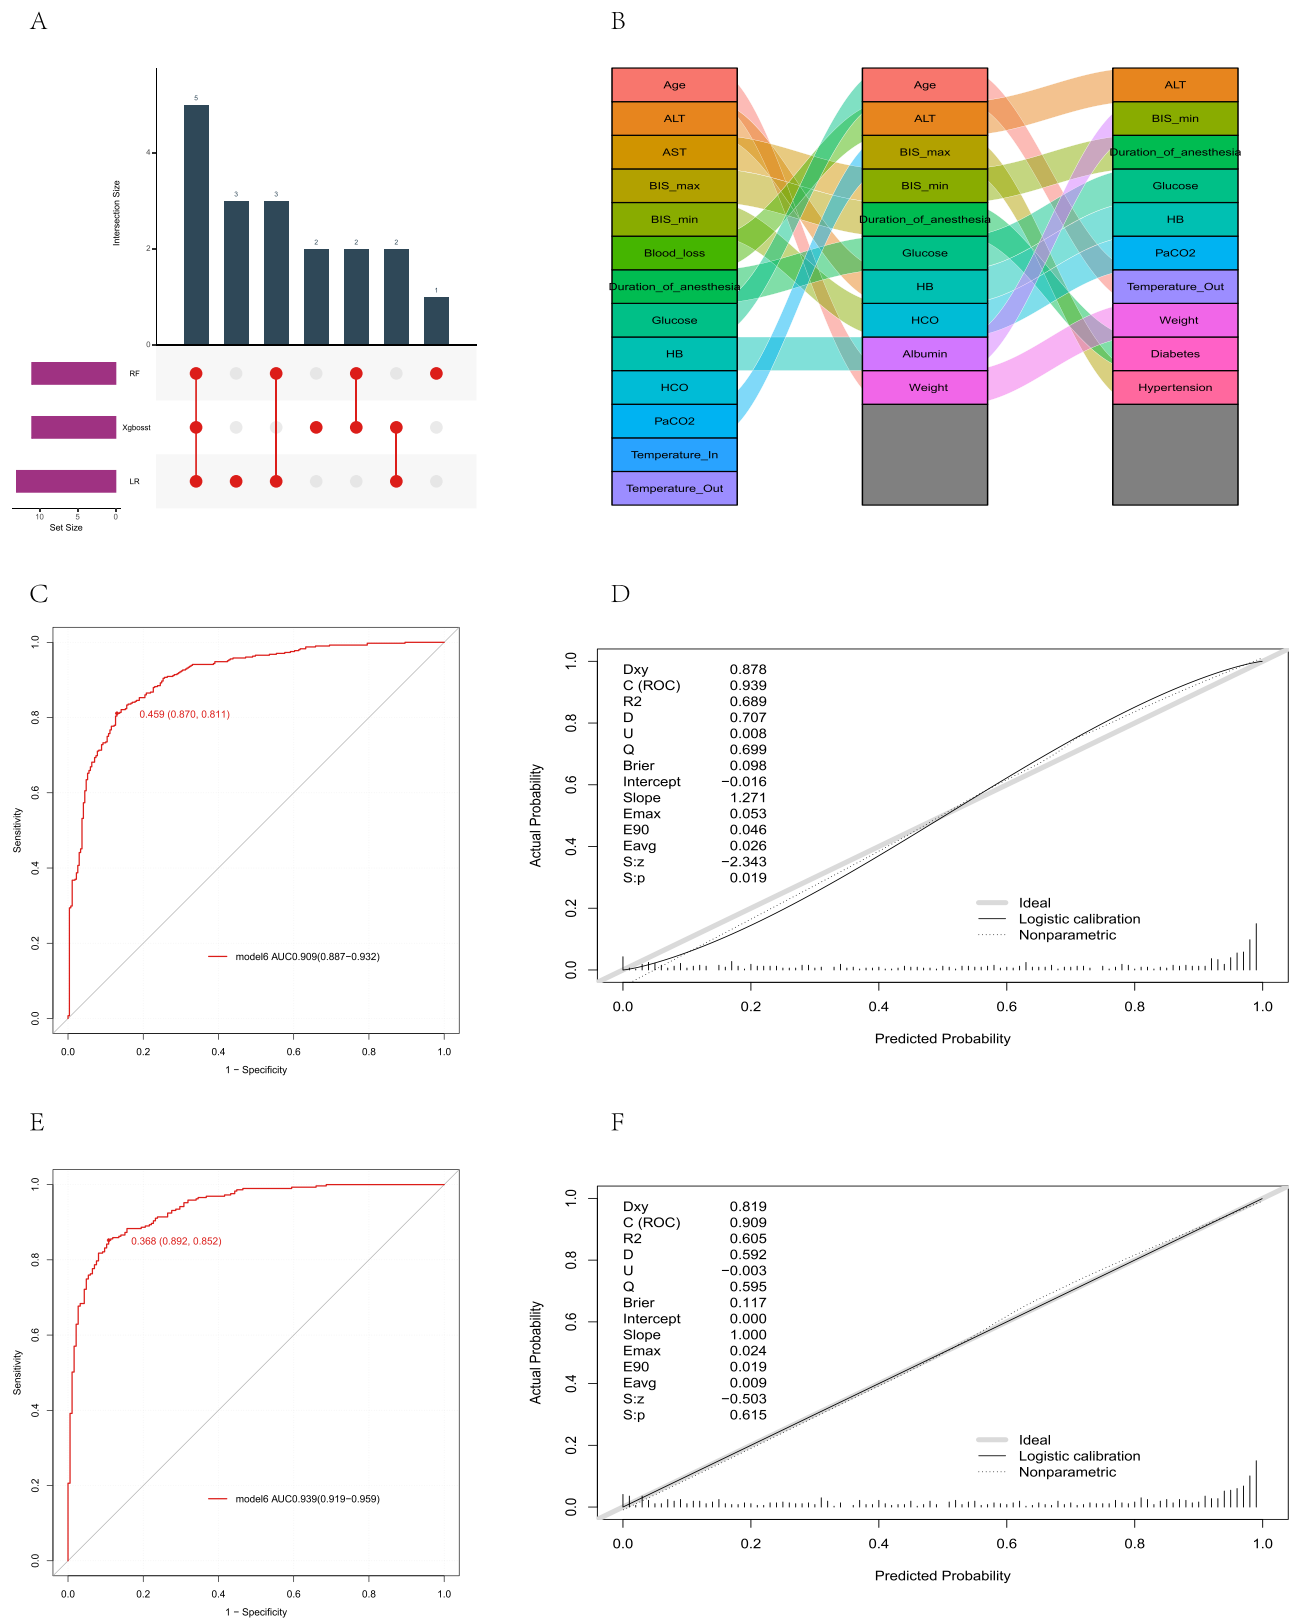 A
B
5
3
3
2
2
2
1
Intersection Size
4
2
0
RF
Xgbosst
LR
10
5
0
Set Size
Age
ALT
AST
BIS_max
BIS_min
Blood_loss
Duration_of_anesthesia
Glucose
HB
HCO
PaCO2
Temperature_In
Temperature_Out
Age
ALT
BIS_max
BIS_min
Duration_of_anesthesia
Glucose
HB
HCO
Albumin
Weight
ALT
BIS_min
Duration_of_anesthesia
Glucose
HB
PaCO2
Temperature_Out
Weight
Diabetes
Hypertension
C
Sensitivity
1.0
0.8
0.6
0.4
0.2
0.0
0.459 (0.870, 0.811)
model6 AUC0.909(0.887−0.932)
0.0 0.2 0.4 0.6 0.8 1.0
1 − Specificity
D
Actual Probability
1.0
0.8
0.6
0.4
0.2
0.0
Dxy 0.878
C (ROC) 0.939
R2 0.689
D 0.707
U 0.008
Q 0.699
Brier 0.098
Intercept −0.016
Slope 1.271
Emax 0.053
E90 0.046
Eavg 0.026
S:z −2.343
S:p 0.019
Ideal
Logistic calibration
Nonparametric
0.0 0.2 0.4 0.6 0.8 1.0
Predicted Probability
E
Sensitivity
1.0
0.8
0.6
0.4
0.2
0.0
0.368 (0.892, 0.852)
model6 AUC0.939(0.919−0.959)
0.0 0.2 0.4 0.6 0.8 1.0
1 − Specificity
F
Actual Probability
1.0
0.8
0.6
0.4
0.2
0.0
Dxy 0.819
C (ROC) 0.909
R2 0.605
D 0.592
U −0.003
Q 0.595
Brier 0.117
Intercept 0.000
Slope 1.000
Emax 0.024
E90 0.019
Eavg 0.009
S:z −0.503
S:p 0.615
Ideal
Logistic calibration
Nonparametric
0.0 0.2 0.4 0.6 0.8 1.0
Predicted Probability